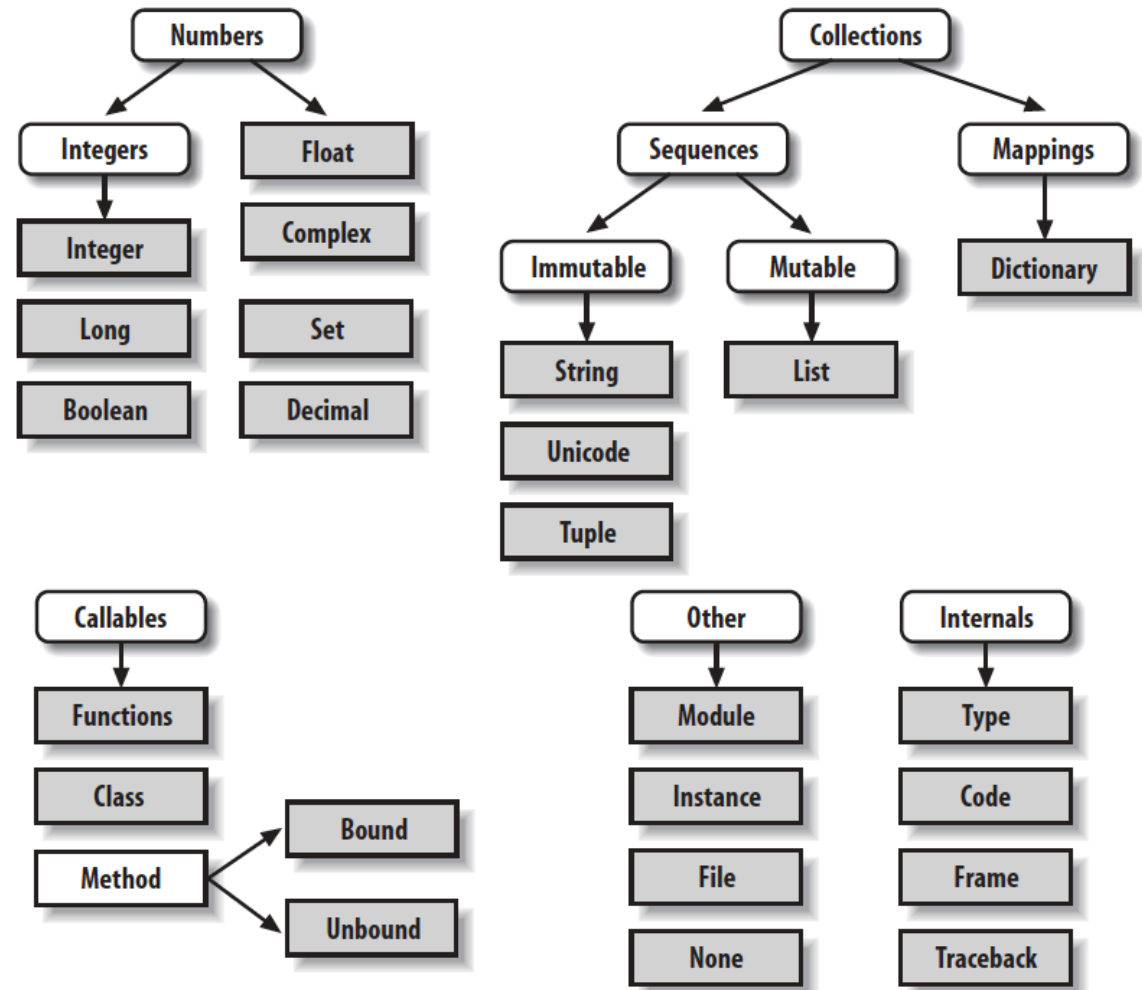 Numbers
Collections
Integers
Float
Sequences
Mappings
Integer
Complex
Immutable
Mutable
Dictionary
Long
Set
String
List
Boolean
Decimal
Unicode
Tuple
Callables
Other
Internals
Functions
Module
Type
Class
Bound
Instance
Code
Method
Unbound
File
Frame
None
Traceback